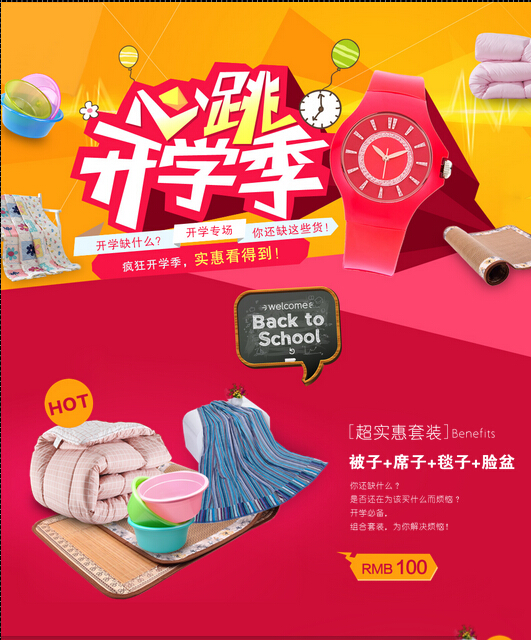 心跳
开学季
开学缺什么？ 开学专场 你还缺这些货！
疯狂开学季，实惠看得到！
welcome
Back to
School
HOT
［超实惠套装］Benefits
被子+席子+毯子+脸盆
你还缺什么？
是否还在为该买什么而烦恼？
开学必备，
组合套装，为你解决烦恼！
RMB 100